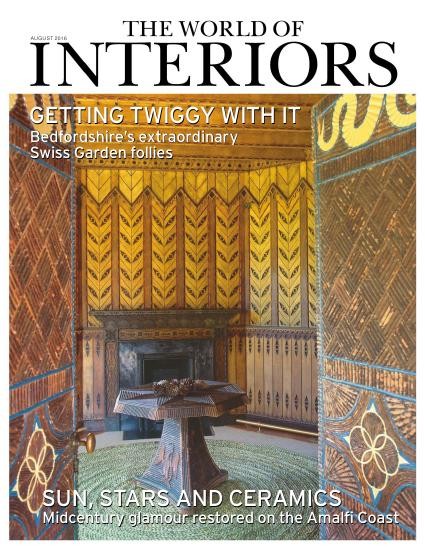 THE WORLD OF
AUGUST 2016
INTERIORS
GETTING TWIGGY WITH IT
Bedfordshire's extraordinary
Swiss Garden follies
SUN, STARS AND CERAMICS
Midcentury glamour restored on the Amalfi Coast